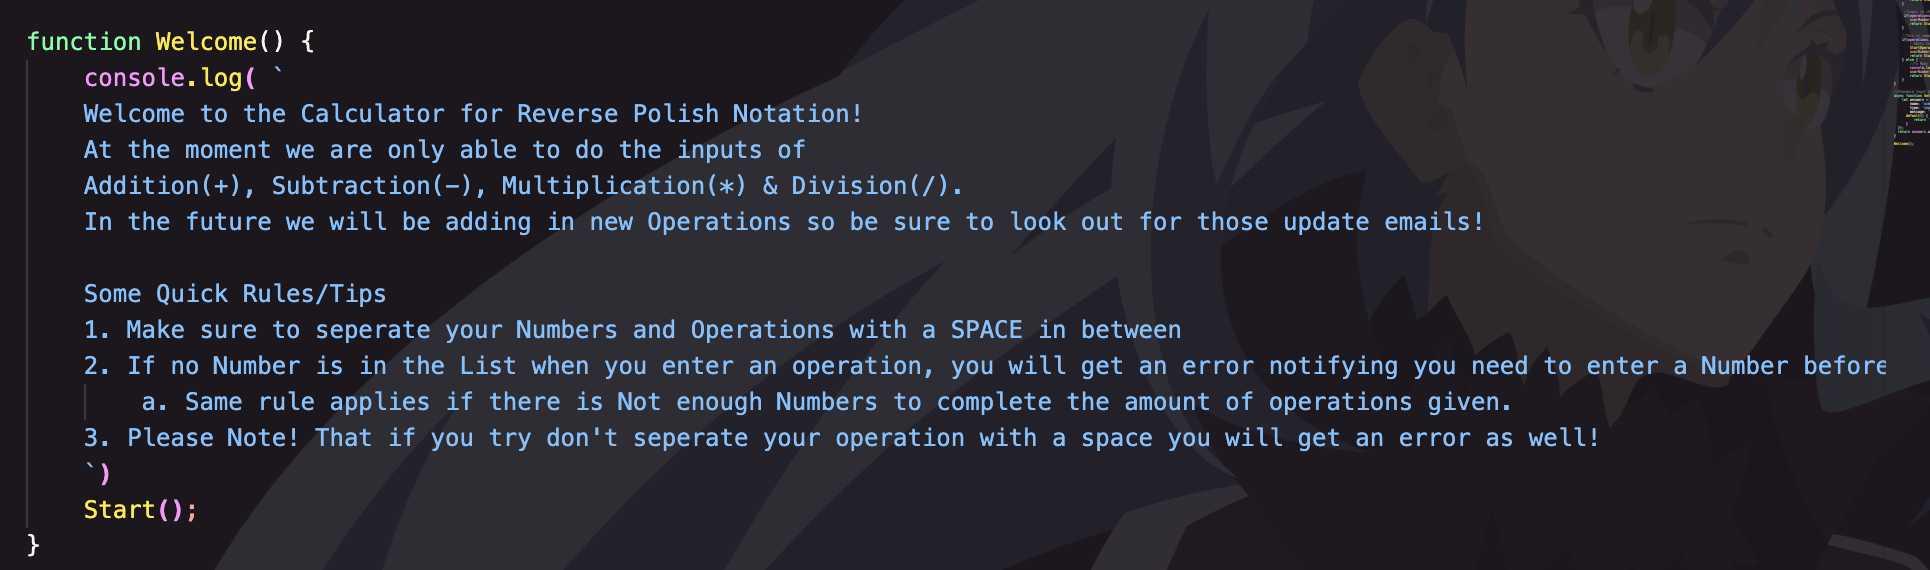 function Welcome() {
console.log( `
Welcome to the Calculator for Reverse Polish Notation!
At the moment we are only able to do the inputs of
Addition(+), Subtraction(-), Multiplication(*) & Division(/).
In the future we will be adding in new Operations so be sure to look out for those update emails!
Some Quick Rules/Tips
1. Make sure to seperate your Numbers and Operations with a SPACE in between
2. If no Number is in the List when you enter an operation, you will get an error notifying you need to enter a Number before
a. Same rule applies if there is Not enough Numbers to complete the amount of operations given.
3. Please Note! That if you try don't seperate your operation with a space you will get an error as well!
`)
Start();
}